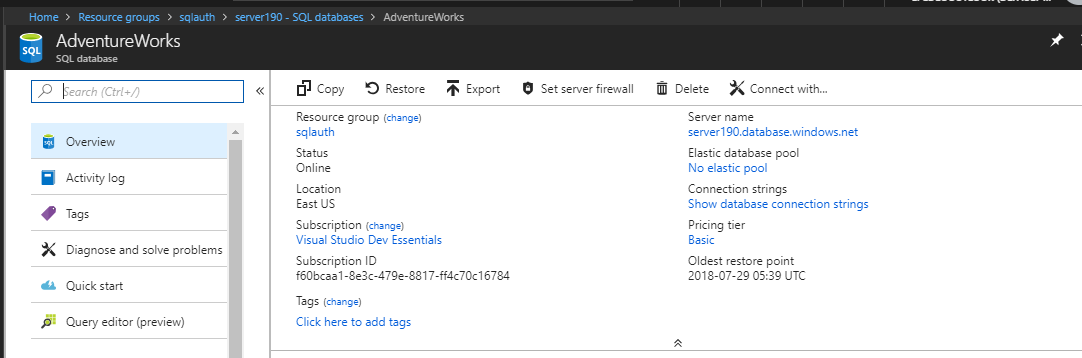 Home > Resource groups > sqlauth > server190 - SQL databases > AdventureWorks
AdventureWorks
SQL database
Search (Ctrl+/)
Overview
Activity log
Tags
Diagnose and solve problems
Quick start
Query editor (preview)
Copy Restore Export Set server firewall Delete Connect with...
Resource group (change)
sqlauth
Status
Online
Location
East US
Subscription (change)
Visual Studio Dev Essentials
Subscription ID
f60bcaa1-8e3c-479e-8817-ff4c70c16784
Tags (change)
Click here to add tags
Server name
server190.database.windows.net
Elastic database pool
No elastic pool
Connection strings
Show database connection strings
Pricing tier
Basic
Oldest restore point
2018-07-29 05:39 UTC